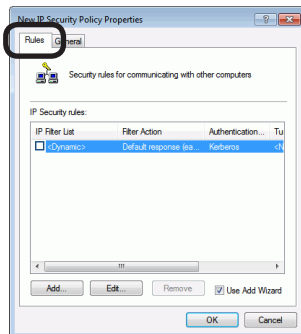 New IP Security Policy Properties
Rules
General
Security rules for communicating with other computers
IP Security rules:
IP Filter List Filter Action Authentication... Tu
<Dynamic> Default response (ea... Kerberos <N
Add... Edit... Remove Use Add Wizard
OK Cancel